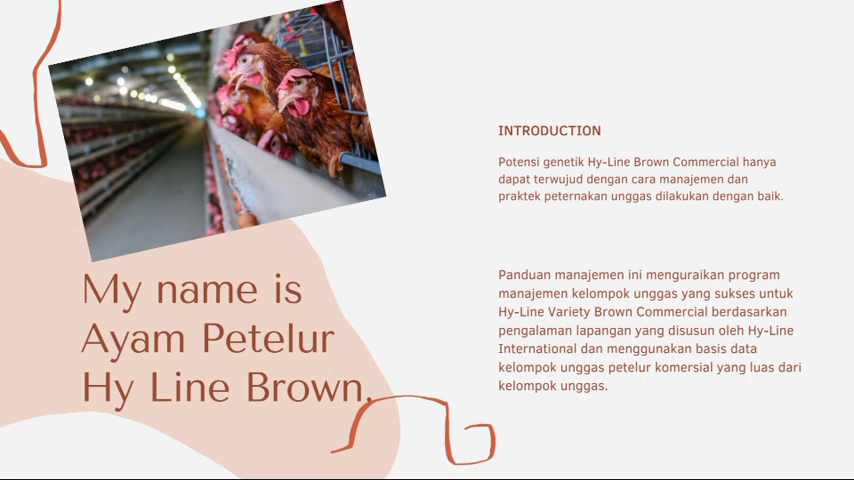 My name is
Ayam Petelur
Hy Line Brown.
INTRODUCTION
Potensi genetik Hy-Line Brown Commercial hanya
dapat terwujud dengan cara manajemen dan
praktek peternakan unggas dilakukan dengan baik.
Panduan manajemen ini menguraikan program
manajemen kelompok unggas yang sukses untuk
Hy-Line Variety Brown Commercial berdasarkan
pengalaman lapangan yang disusun oleh Hy-Line
International dan menggunakan basis data
kelompok unggas petelur komersial yang luas dari
kelompok unggas.